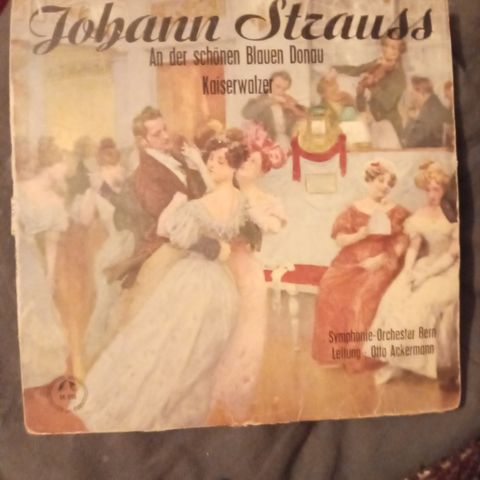 Johann Strauss
An der schönen Blauen Donau
Kaiserwalzer
Symphonie-Orchester Bern
Leitung : Otto Ackermann